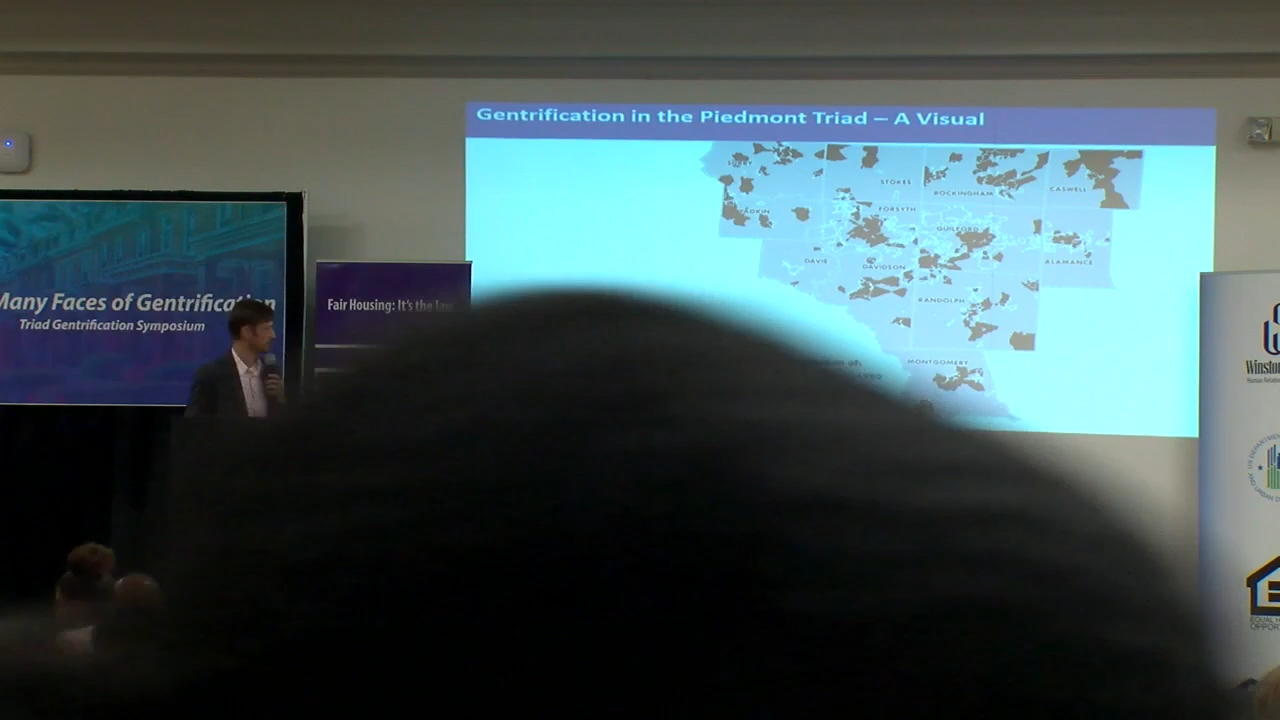 Gentrification in the Piedmont Triad – A Visual
STOKES
ROCKINGHAM
CASWELL
FORSYTH
GUILFORD
DAVIE
DAVIDSON
ALAMANCE
RANDOLPH
MONTGOMERY
Many Faces of Gentrification
Triad Gentrification Symposium
Fair Housing: It's the law